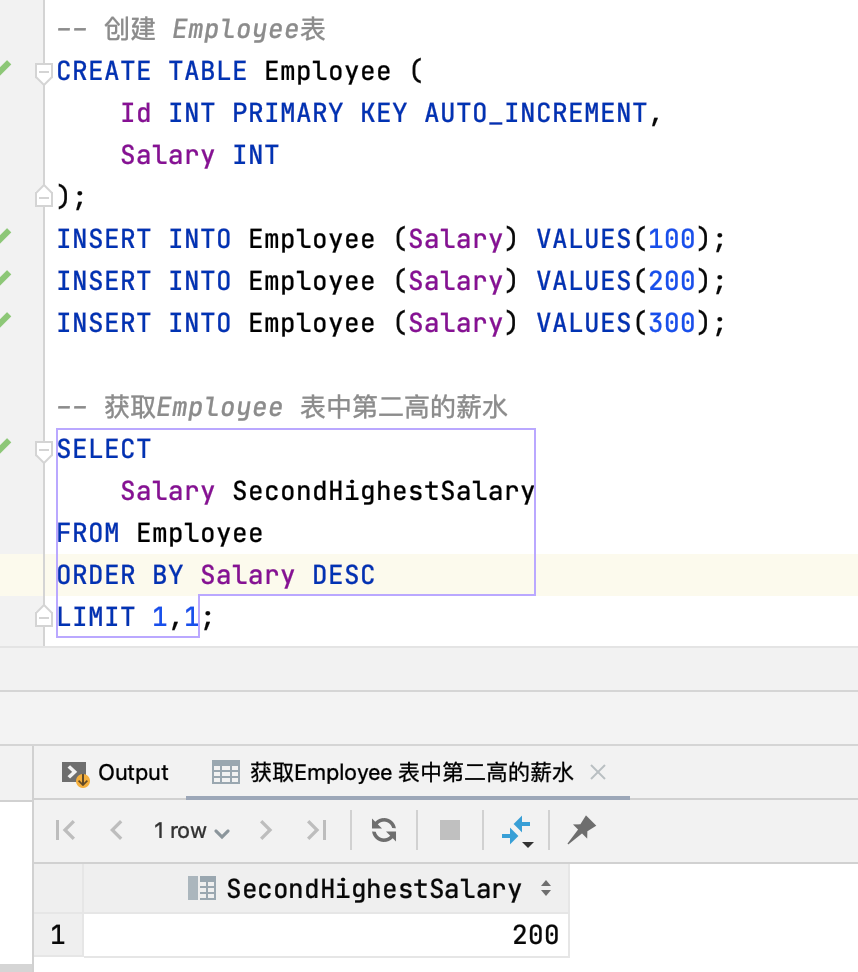 -- 创建 Employee表
CREATE TABLE Employee (
    Id INT PRIMARY KEY AUTO_INCREMENT,
    Salary INT
);
INSERT INTO Employee (Salary) VALUES(100);
INSERT INTO Employee (Salary) VALUES(200);
INSERT INTO Employee (Salary) VALUES(300);
-- 获取Employee 表中第二高的薪水
SELECT
    Salary SecondHighestSalary
FROM Employee
ORDER BY Salary DESC
LIMIT 1,1;
Output 获取Employee 表中第二高的薪水
1 row
SecondHighestSalary
1 200